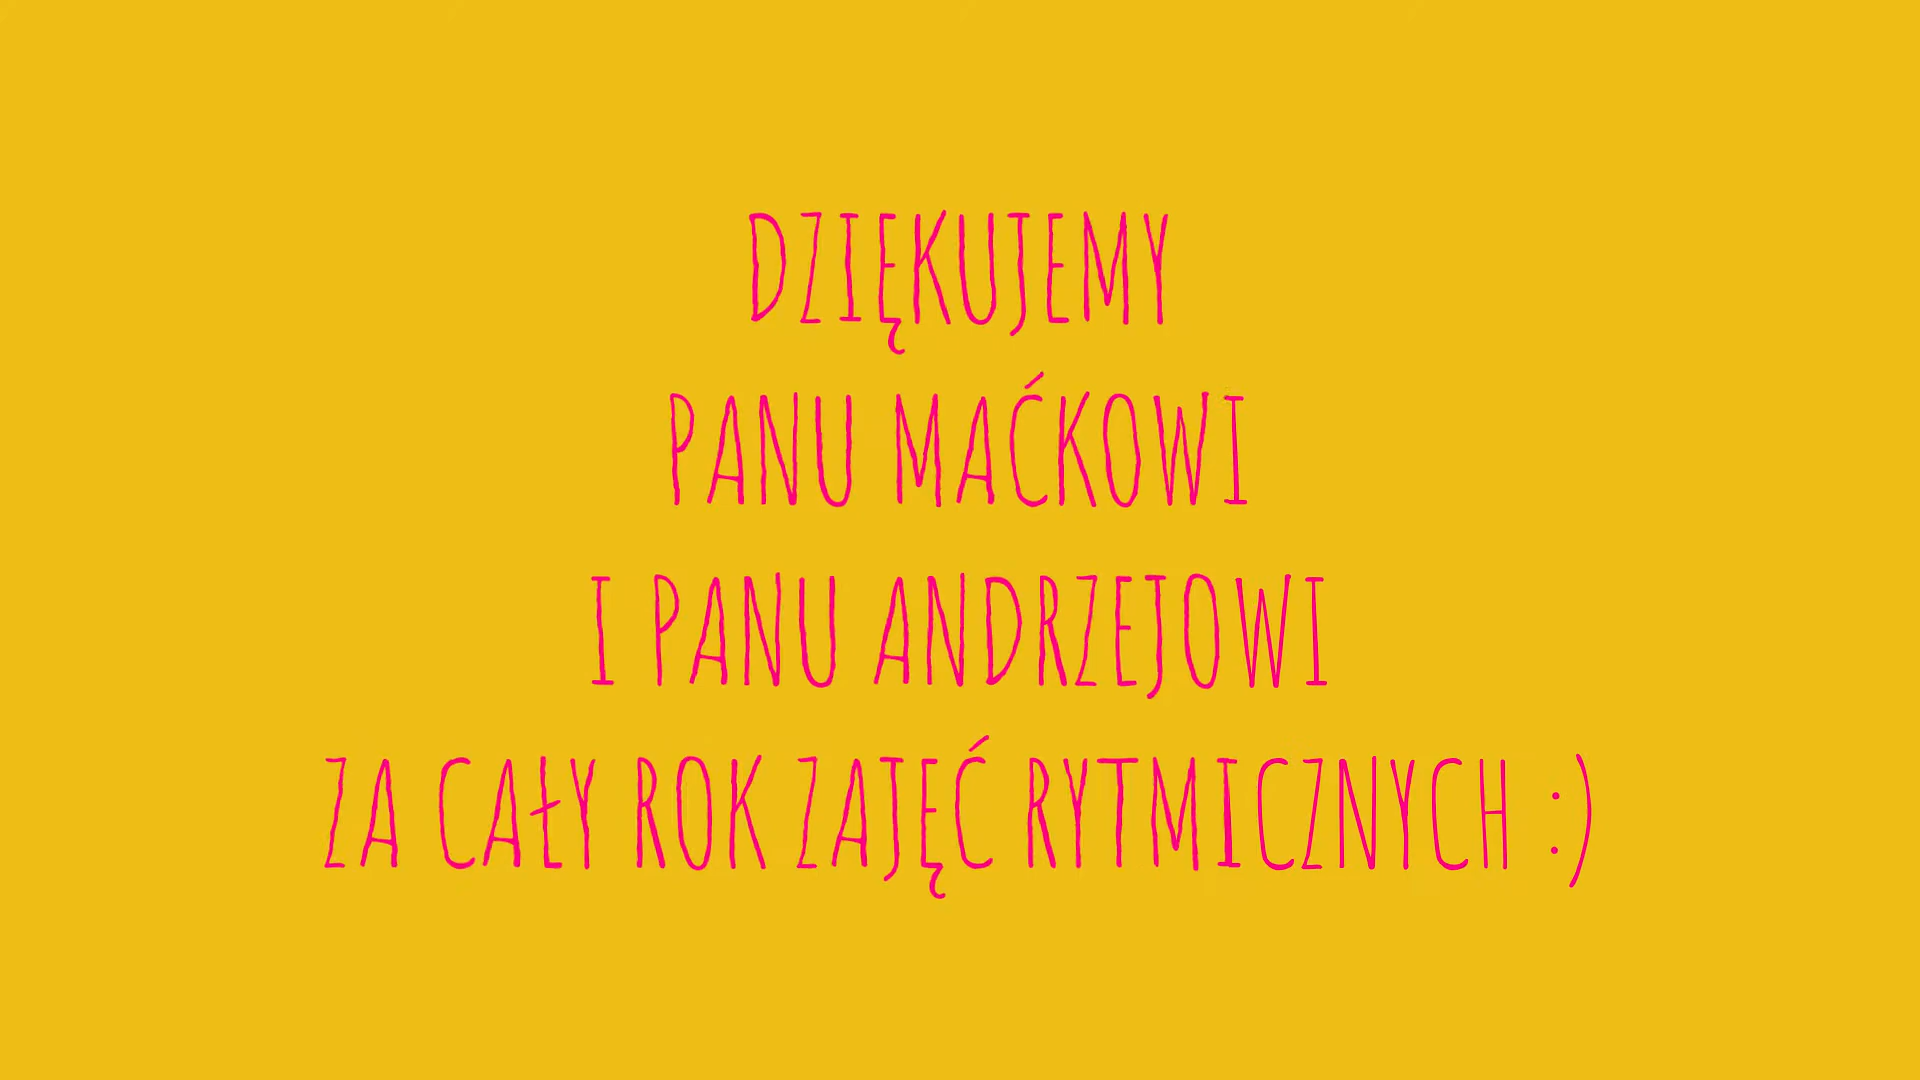 DZIĘKUJEMY
PANU MAĆKOWI
I PANU ANDRZEJOWI
ZA CAŁY ROK ZAJĘĆ RYTMICZNYCH :)